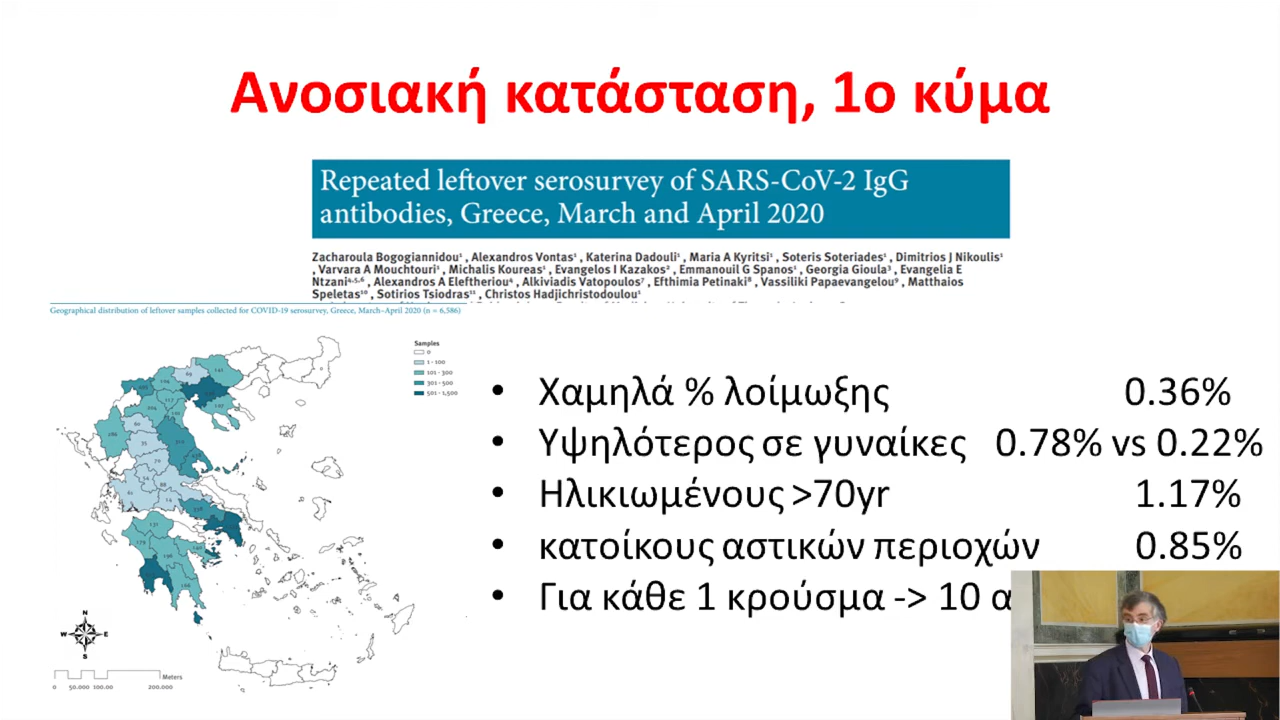 Ανοσιακή κατάσταση, 1ο κύμα
Repeated leftover serosurvey of SARS-CoV-2 IgG
antibodies, Greece, March and April 2020
Zacharoula Bogogiannidou¹ , Alexandros Vontas¹ , Katerina Dadouli¹ , Maria A Kyritsi¹ , Soteris Soteriades¹ , Dimitrios J Nikoulis¹
, Varvara A Mouchtouri¹ , Michalis Koureas¹ , Evangelos I Kazakos² , Emmanouil G Spanos¹ , Georgia Gioula³ , Evangelia E
Ntzani⁴,⁵,⁶ , Alexandros A Eleftheriou⁴ , Alkiviadis Vatopoulos⁷ , Efthimia Petinaki⁸ , Vassiliki Papaevangelou⁹ , Matthaios
Speletas¹⁰ , Sotirios Tsiodras¹¹ , Christos Hadjichristodoulou¹
Geographical distribution of leftover samples collected for COVID-19 serosurvey, Greece, March–April 2020 (n = 6,586)
Samples
0
1 - 100
101 - 300
301 - 500
501 - 1,500
• Χαμηλά % λοίμωξης 0.36%
• Υψηλότερος σε γυναίκες 0.78% vs 0.22%
• Ηλικιωμένους >70yr 1.17%
• κατοίκους αστικών περιοχών 0.85%
• Για κάθε 1 κρούσμα -> 10 α
N
W E
S
Meters
0 50.000 100.00 200.000